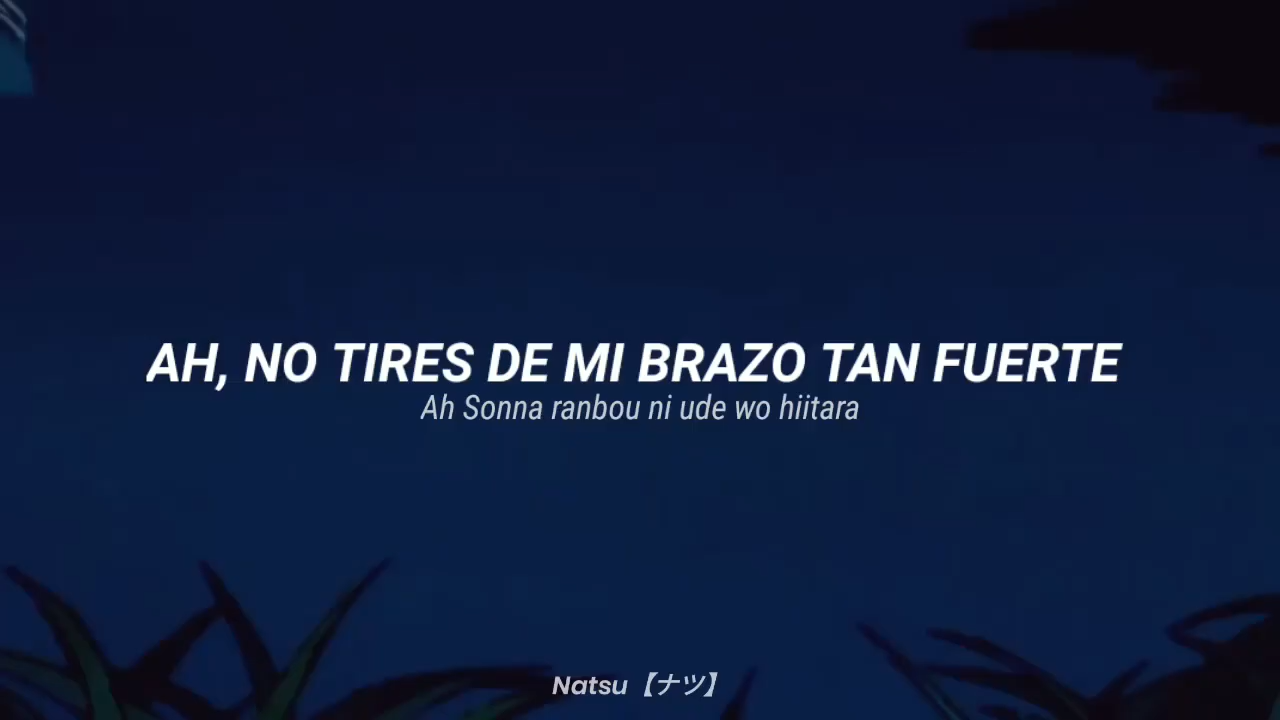 AH, NO TIRES DE MI BRAZO TAN FUERTE
Ah Sonna ranbou ni ude wo hiitara
Natsu【ナツ】